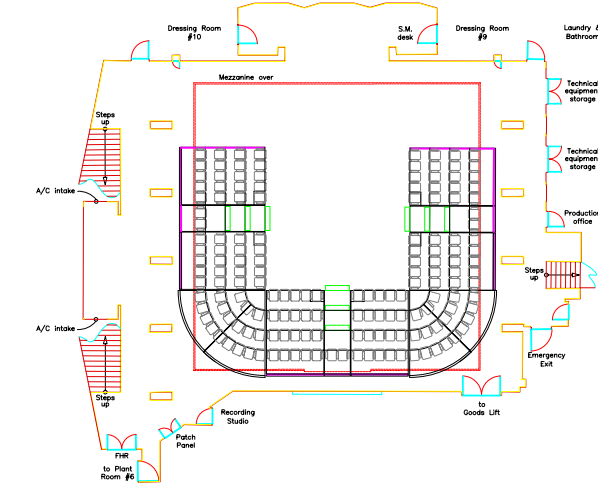 Dressing Room
#10
S.M.
desk
Dressing Room
#9
Laundry &
Bathroom
Mezzanine over
Technical
equipment
storage
Steps
up
Technical
equipment
storage
A/C intake
Production
office
Steps
up
A/C intake
Emergency
Exit
Steps
up
to
Goods Lift
Recording
Studio
Patch
Panel
FHR
to Plant
Room #6